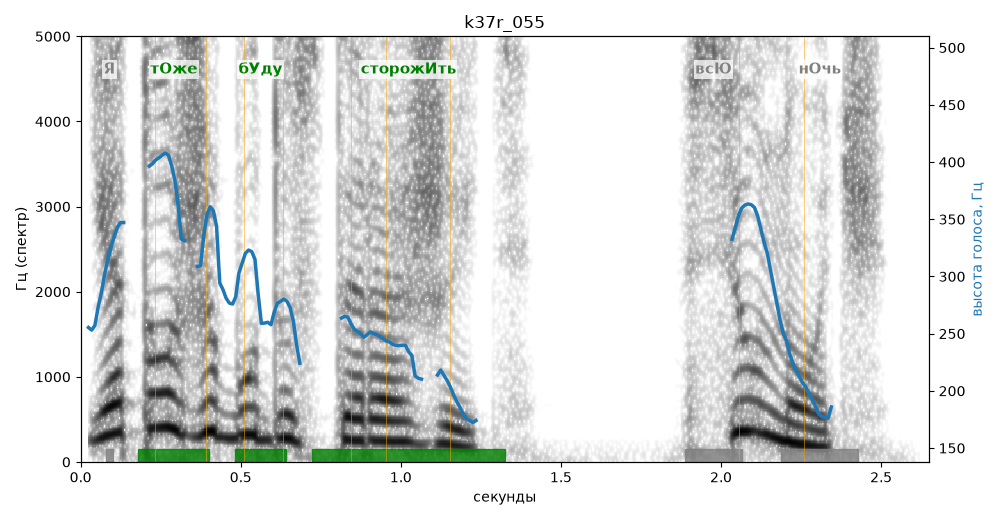 k37r_055
Я тОже бУду сторожИть всЮ нОчь
Гц (спектр)
5000
4000
3000
2000
1000
0
500
450
400
350
300
250
200
150
высота голоса, Гц
0.0 0.5 1.0 1.5 2.0 2.5
секунды